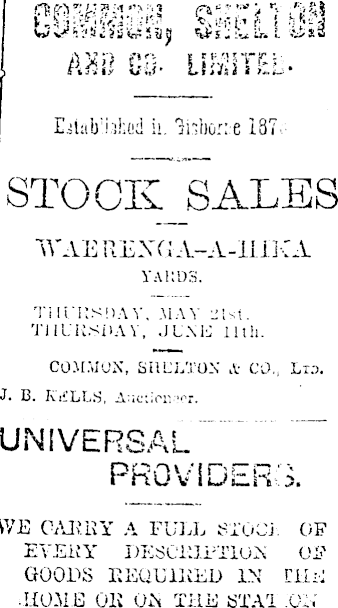 COMMON, SHELTON
AND CO. LIMITED.
Established in Gisborne
STOCK SALES
WAERENGA-A-HIKA
YARDS.
THURSDAY, MAY 21st.
THURSDAY, JUNE 11th.
COMMON, SHELTON & CO., LTD.
J. B. KELLS, Auctioneer.
UNIVERSAL
PROVIDERS.
WE CARRY A FULL STOCK OF
EVERY DESCRIPTION OF
GOODS REQUIRED IN THE
HOME OR ON THE STATION